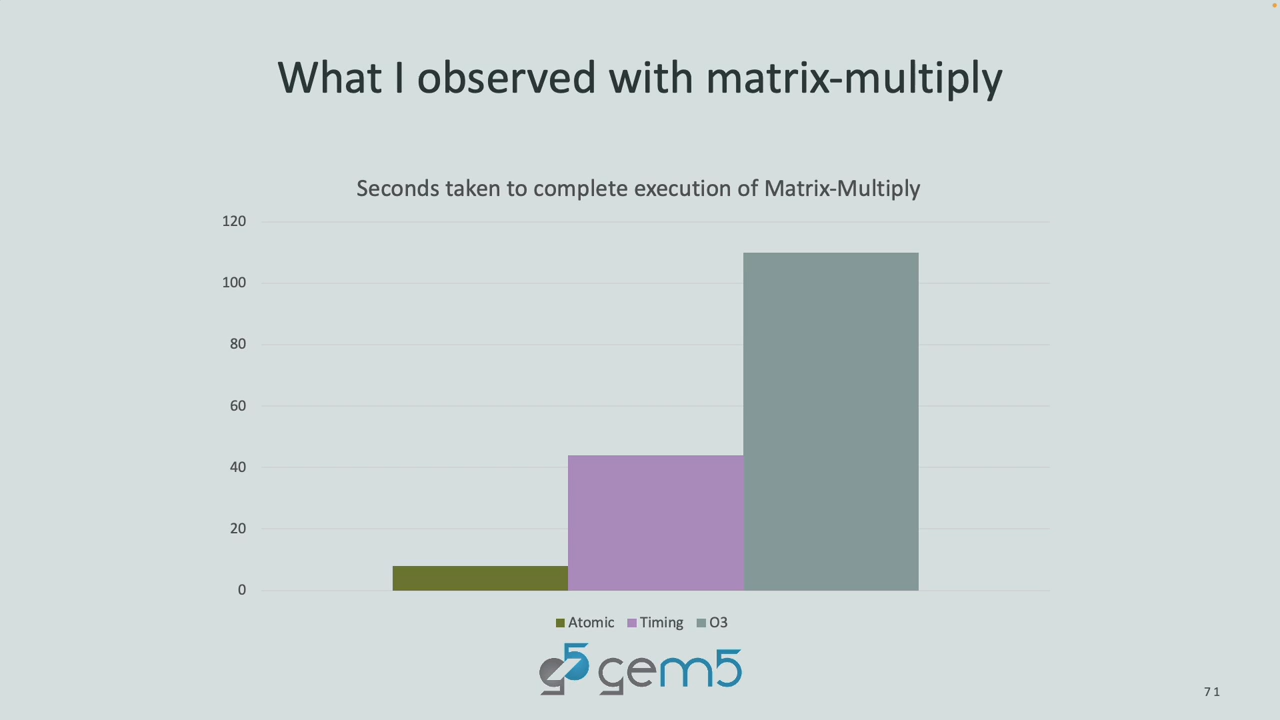 What I observed with matrix-multiply
Seconds taken to complete execution of Matrix-Multiply
120
100
80
60
40
20
0
Atomic Timing O3
g5 gem5
71